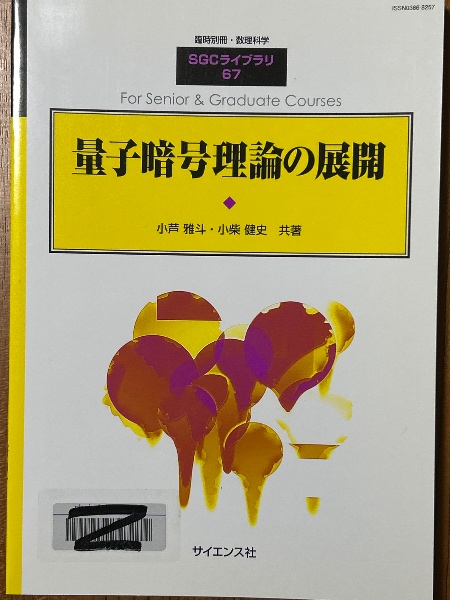 ISSN0386-8257
臨時別冊・数理科学
SGCライブラリ
67
For Senior & Graduate Courses
量子暗号理論の展開
小芦 雅斗・小柴 健史 共著
サイエンス社